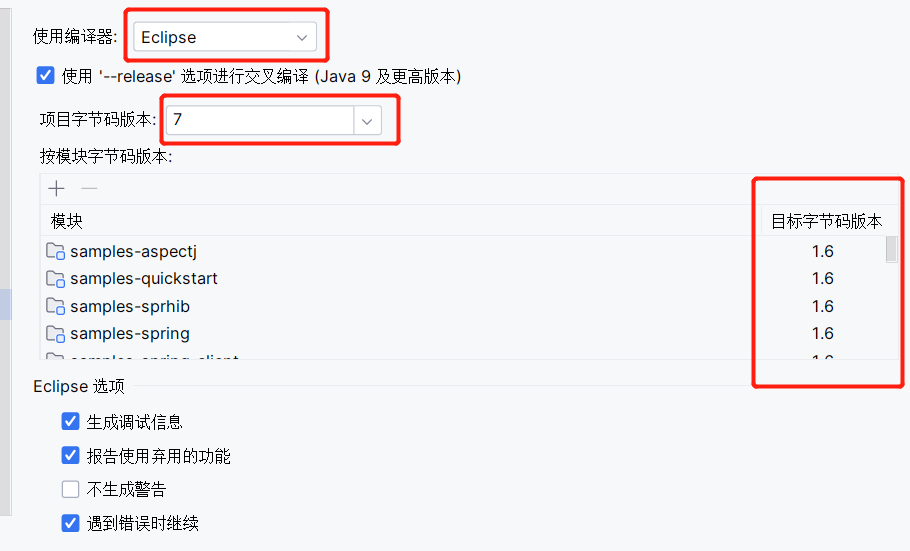 使用编译器: Eclipse
使用 '--release' 选项进行交叉编译 (Java 9 及更高版本)
项目字节码版本: 7
按模块字节码版本:
模块 目标字节码版本
samples-aspectj 1.6
samples-quickstart 1.6
samples-sprhib 1.6
samples-spring 1.6
samples-spring-client 1.6
Eclipse 选项
生成调试信息
报告使用弃用的功能
不生成警告
遇到错误时继续